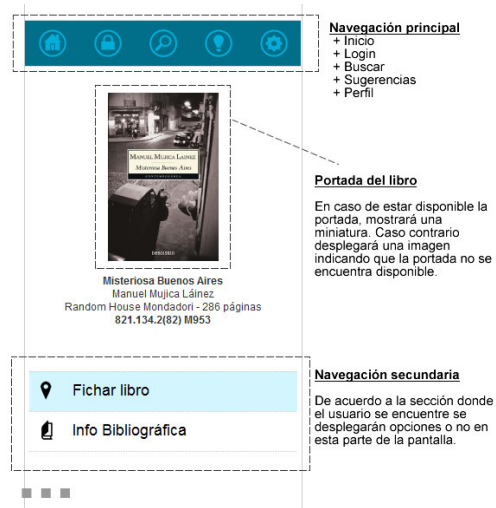 Navegación principal
+ Inicio
+ Login
+ Buscar
+ Sugerencias
+ Perfil
MANUEL MUJICA LAINEZ
Misteriosa Buenos Aires
CONTEMPORANEA
DEBOLSILLO
Portada del libro
En caso de estar disponible la
portada, mostrará una
miniatura. Caso contrario
desplegará una imagen
indicando que la portada no se
encuentra disponible.
Misteriosa Buenos Aires
Manuel Mujica Láinez
Random House Mondadori - 286 páginas
821.134.2(82) M953
Navegación secundaria
De acuerdo a la sección donde
el usuario se encuentre se
desplegarán opciones o no en
esta parte de la pantalla.
Fichar libro
Info Bibliográfica